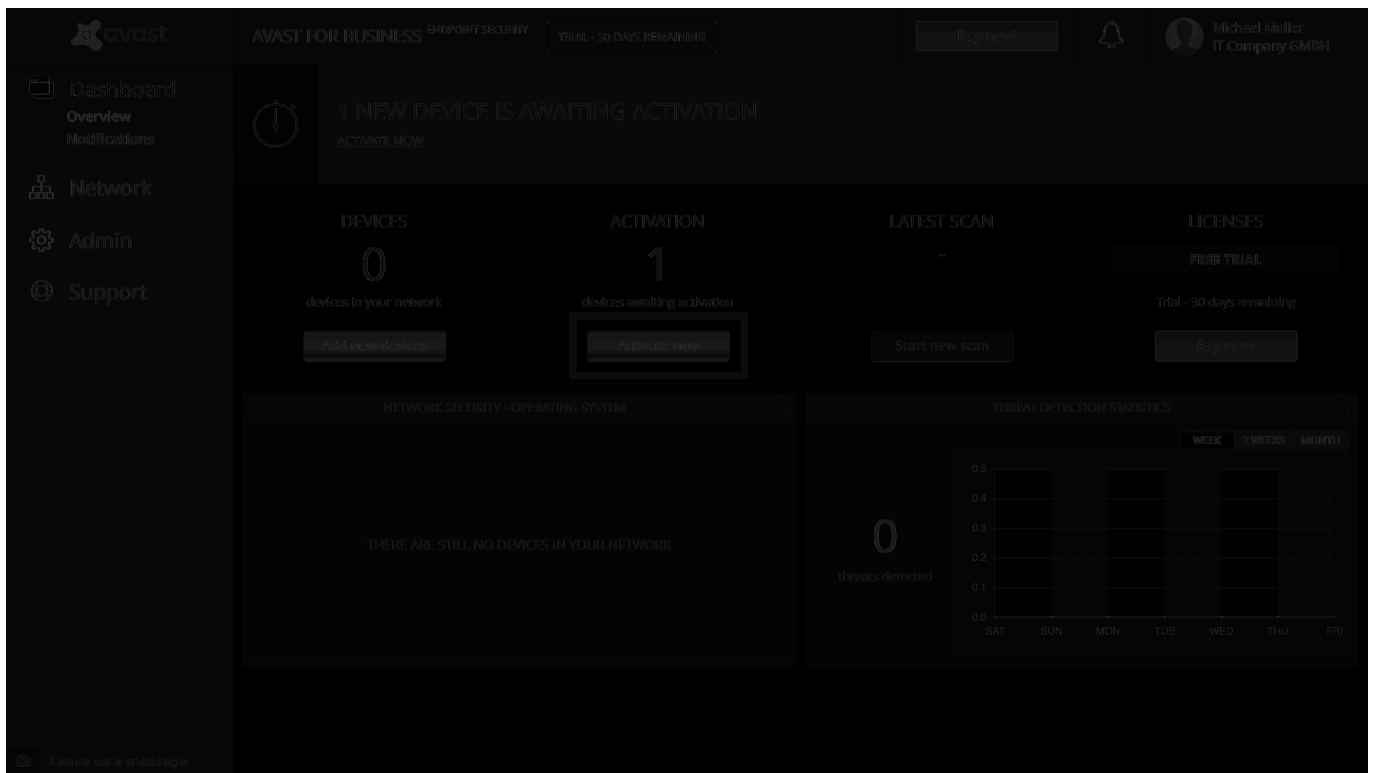 avast
AVAST FOR BUSINESS ENDPOINT SECURITY
TRIAL - 30 DAYS REMAINING
Buy now!
Michael Muller
IT Company GMBH
Dashboard
Overview
Notifications
Network
Admin
Support
1 NEW DEVICE IS AWAITING ACTIVATION
ACTIVATE NOW
DEVICES
0
devices in your network
Add new devices
ACTIVATION
1
devices awaiting activation
Activate now
LATEST SCAN
-
Start new scan
LICENSES
FREE TRIAL
Trial - 30 days remaining
Buy now!
NETWORK SECURITY - OPERATING SYSTEM
THERE ARE STILL NO DEVICES IN YOUR NETWORK
THREAT DETECTION STATISTICS
WEEK 2 WEEKS MONTH
0
threats detected
0.5
0.4
0.3
0.2
0.1
0.0
SAT SUN MON TUE WED THU FRI
Leave us a message